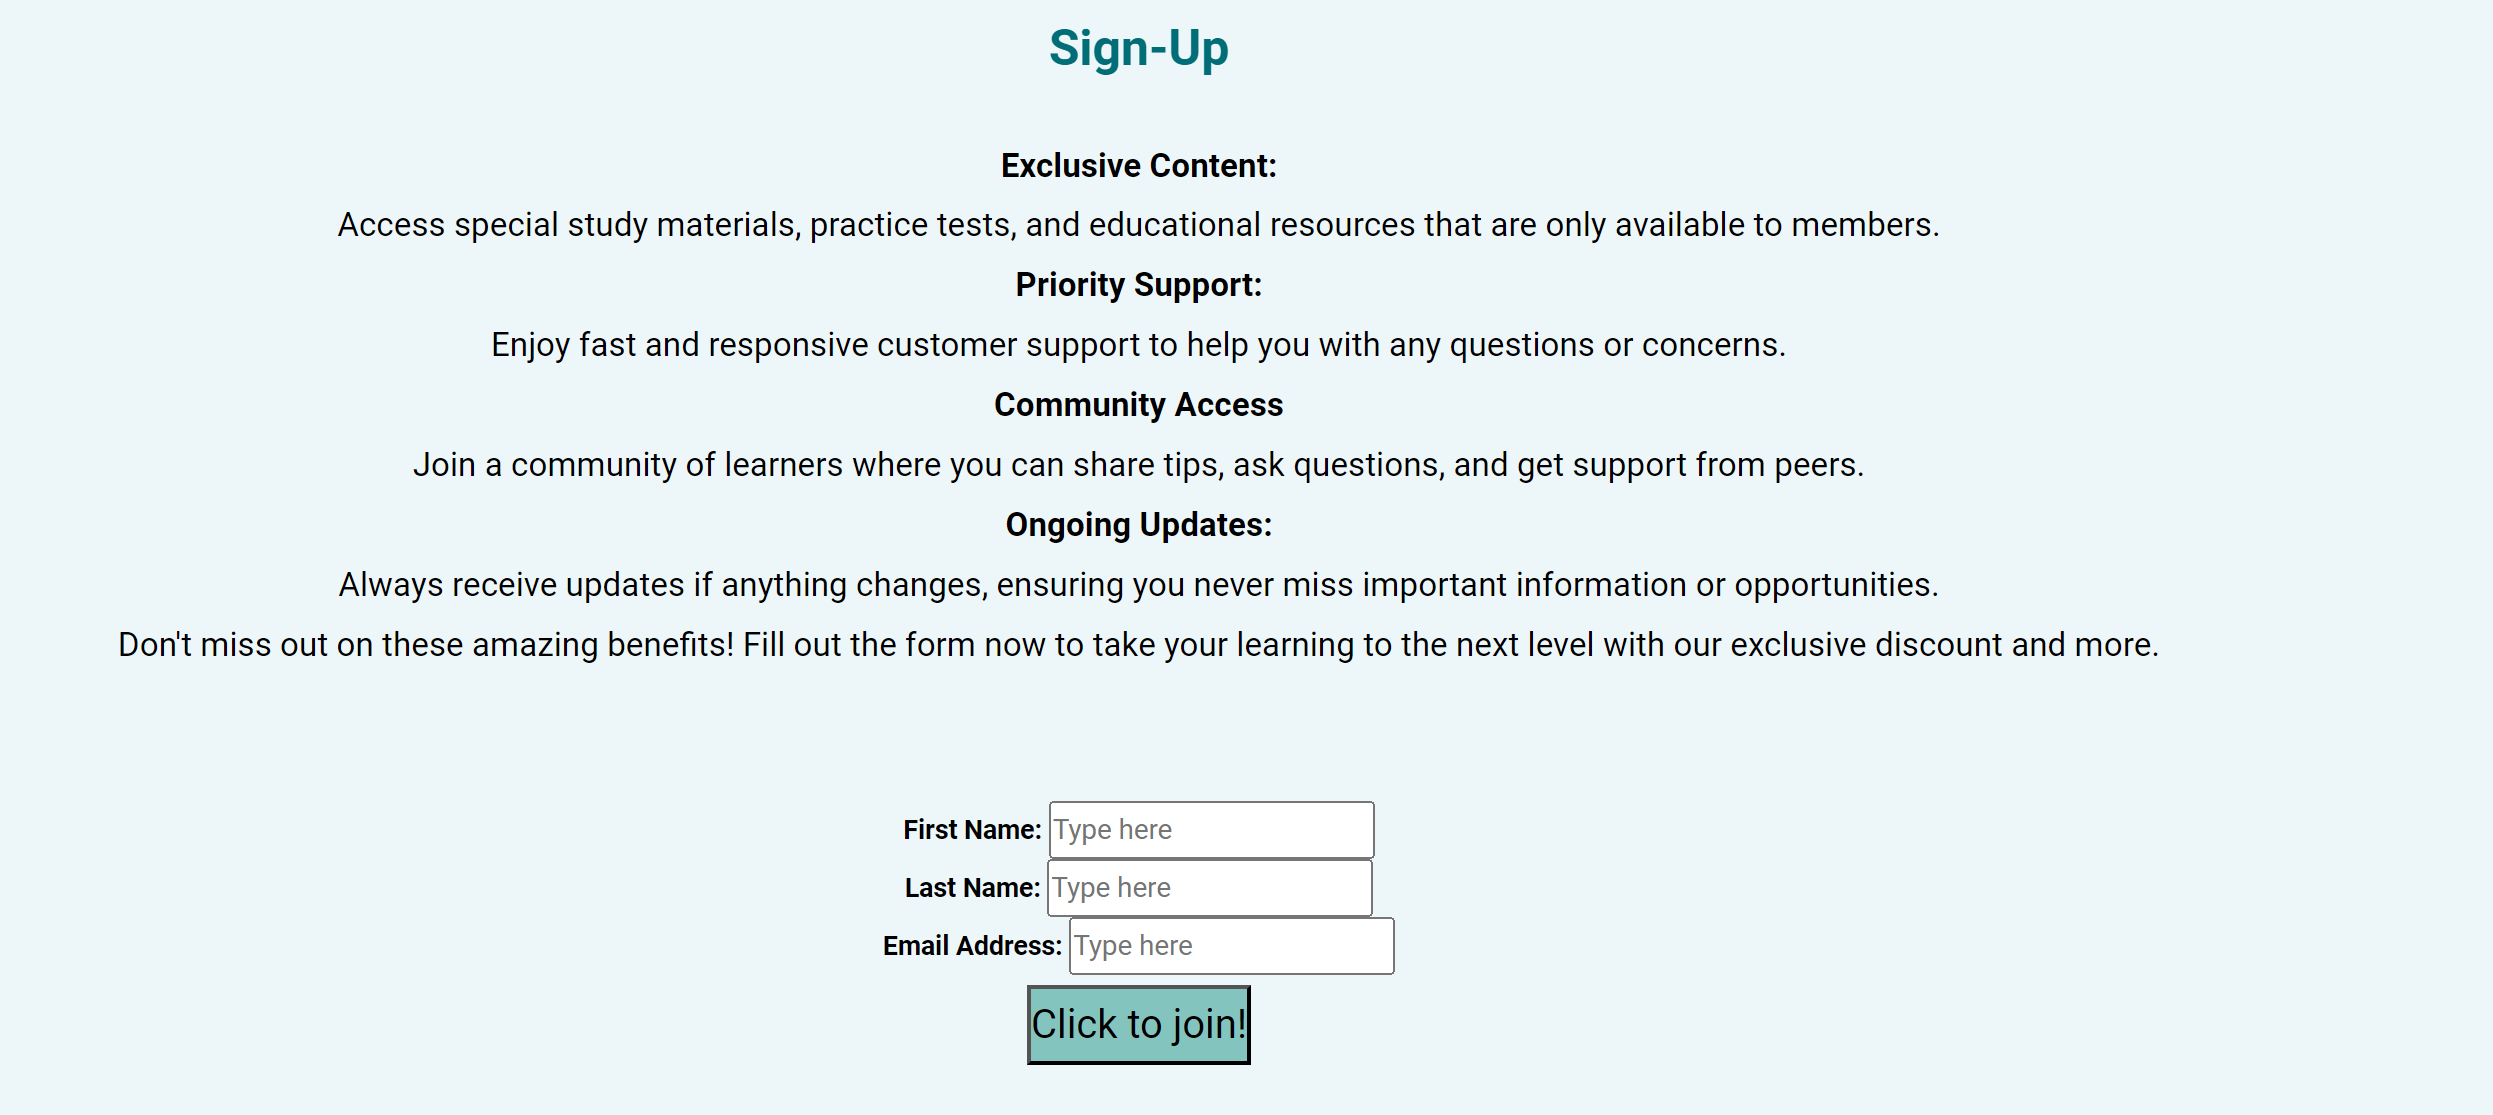 Sign-Up
Exclusive Content:
Access special study materials, practice tests, and educational resources that are only available to members.
Priority Support:
Enjoy fast and responsive customer support to help you with any questions or concerns.
Community Access
Join a community of learners where you can share tips, ask questions, and get support from peers.
Ongoing Updates:
Always receive updates if anything changes, ensuring you never miss important information or opportunities.
Don't miss out on these amazing benefits! Fill out the form now to take your learning to the next level with our exclusive discount and more.
First Name: Type here
Last Name: Type here
Email Address: Type here
Click to join!